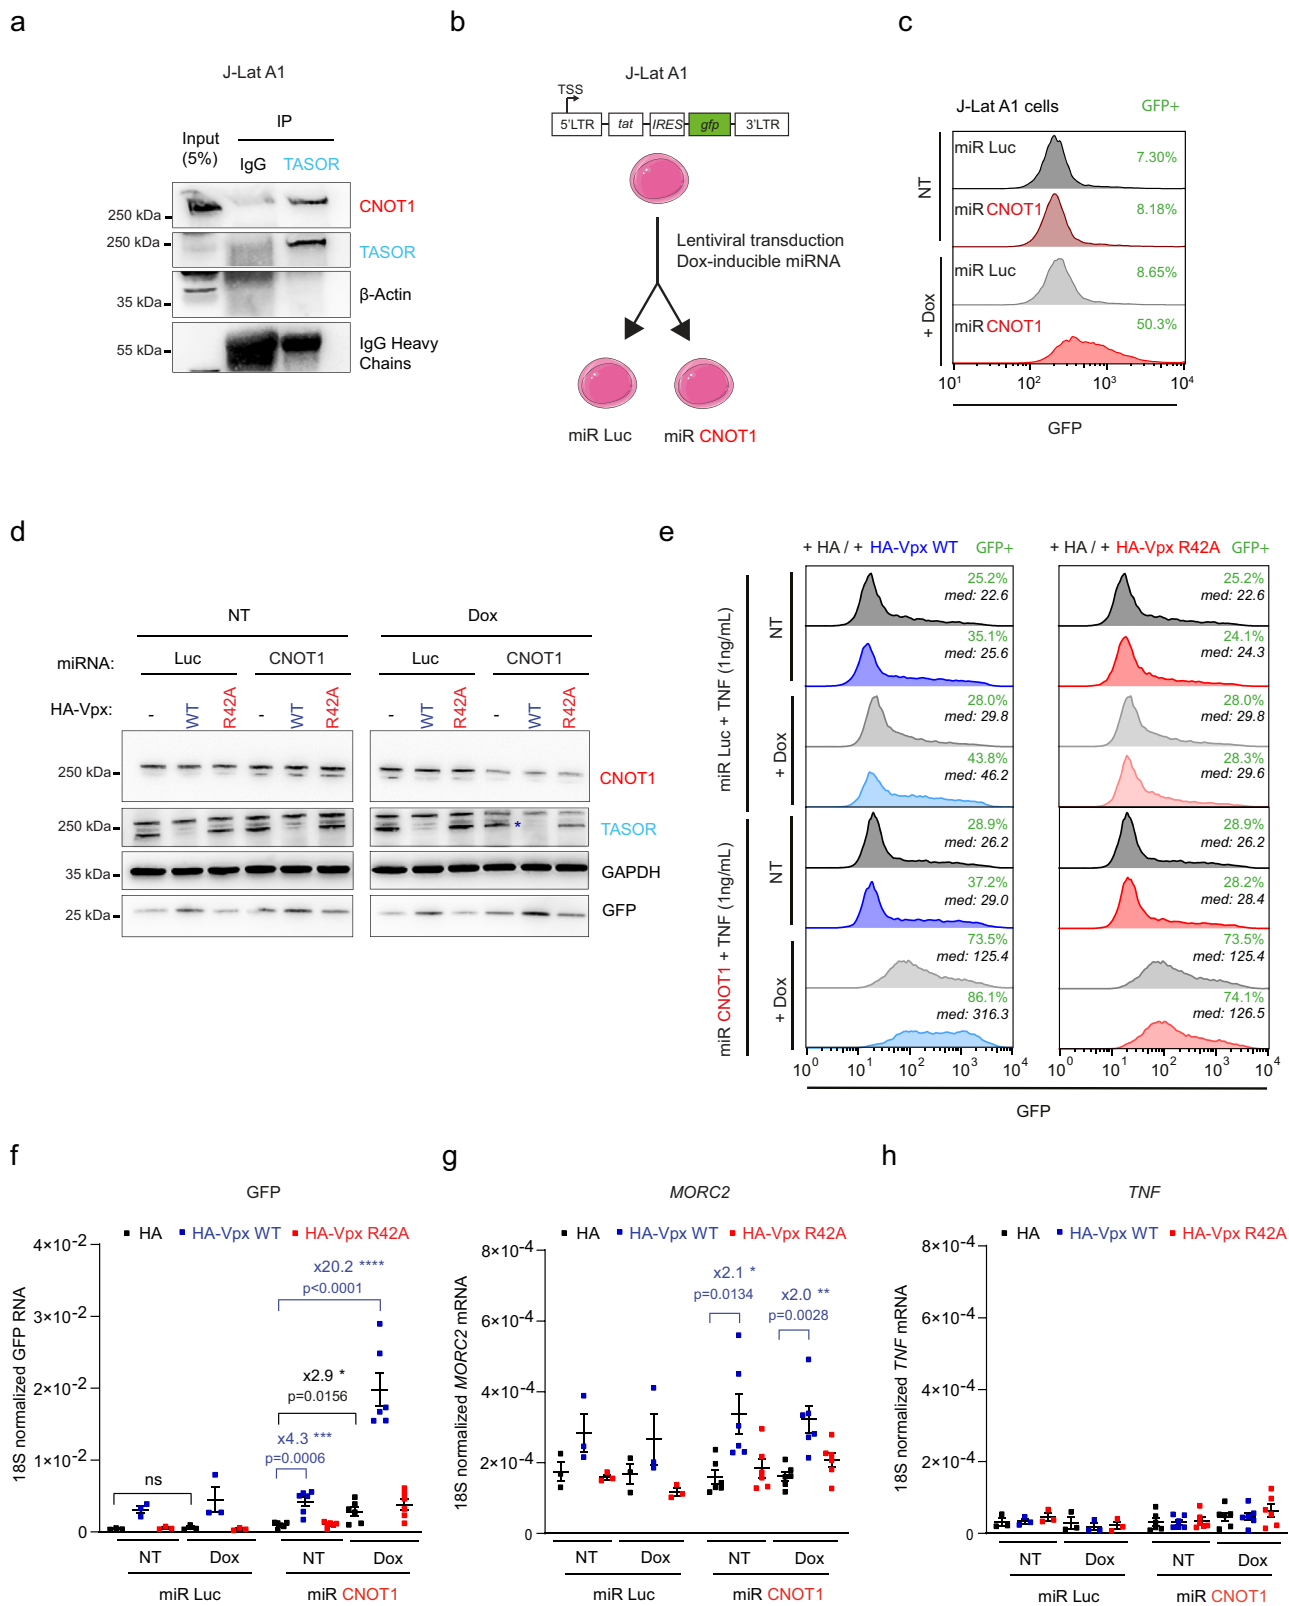 a
J-Lat A1
IP
Input
(5%)
IgG
TASOR
250 kDa
CNOT1
250 kDa
TASOR
35 kDa
β-Actin
55 kDa
IgG Heavy
Chains
b
J-Lat A1
TSS
5'LTR
tat
IRES
gfp
3'LTR
Lentiviral transduction
Dox-inducible miRNA
miR Luc
miR CNOT1
c
J-Lat A1 cells
GFP+
NT
miR Luc
7.30%
miR CNOT1
8.18%
+ Dox
miR Luc
8.65%
miR CNOT1
50.3%
10¹ 10² 10³ 10⁴
GFP
d
NT
Dox
miRNA:
Luc CNOT1 Luc CNOT1
HA-Vpx:
- WT R42A - WT R42A - WT R42A - WT R42A
250 kDa
CNOT1
250 kDa
*
TASOR
35 kDa
GAPDH
25 kDa
GFP
e
+ HA / + HA-Vpx WT GFP+
+ HA / + HA-Vpx R42A GFP+
miR Luc + TNF (1ng/mL)
NT
25.2%
med: 22.6
35.1%
med: 25.6
+ Dox
28.0%
med: 29.8
43.8%
med: 46.2
miR CNOT1 + TNF (1ng/mL)
NT
28.9%
med: 26.2
37.2%
med: 29.0
+ Dox
73.5%
med: 125.4
86.1%
med: 316.3
25.2%
med: 22.6
24.1%
med: 24.3
28.0%
med: 29.8
28.3%
med: 29.6
28.9%
med: 26.2
28.2%
med: 28.4
73.5%
med: 125.4
74.1%
med: 126.5
10⁰ 10¹ 10² 10³ 10⁴
10⁰ 10¹ 10² 10³ 10⁴
GFP
f
GFP
HA HA-Vpx WT HA-Vpx R42A
18S normalized GFP RNA
4×10⁻²
3×10⁻²
2×10⁻²
1×10⁻²
0
x20.2 ****
p<0.0001
x2.9 *
p=0.0156
x4.3 ***
p=0.0006
ns
NT Dox NT Dox
miR Luc miR CNOT1
g
MORC2
HA HA-Vpx WT HA-Vpx R42A
18S normalized MORC2 mRNA
8×10⁻⁴
6×10⁻⁴
4×10⁻⁴
2×10⁻⁴
0
x2.1 *
p=0.0134
x2.0 **
p=0.0028
NT Dox NT Dox
miR Luc miR CNOT1
h
TNF
HA HA-Vpx WT HA-Vpx R42A
18S normalized TNF mRNA
8×10⁻⁴
6×10⁻⁴
4×10⁻⁴
2×10⁻⁴
0
NT Dox NT Dox
miR Luc miR CNOT1